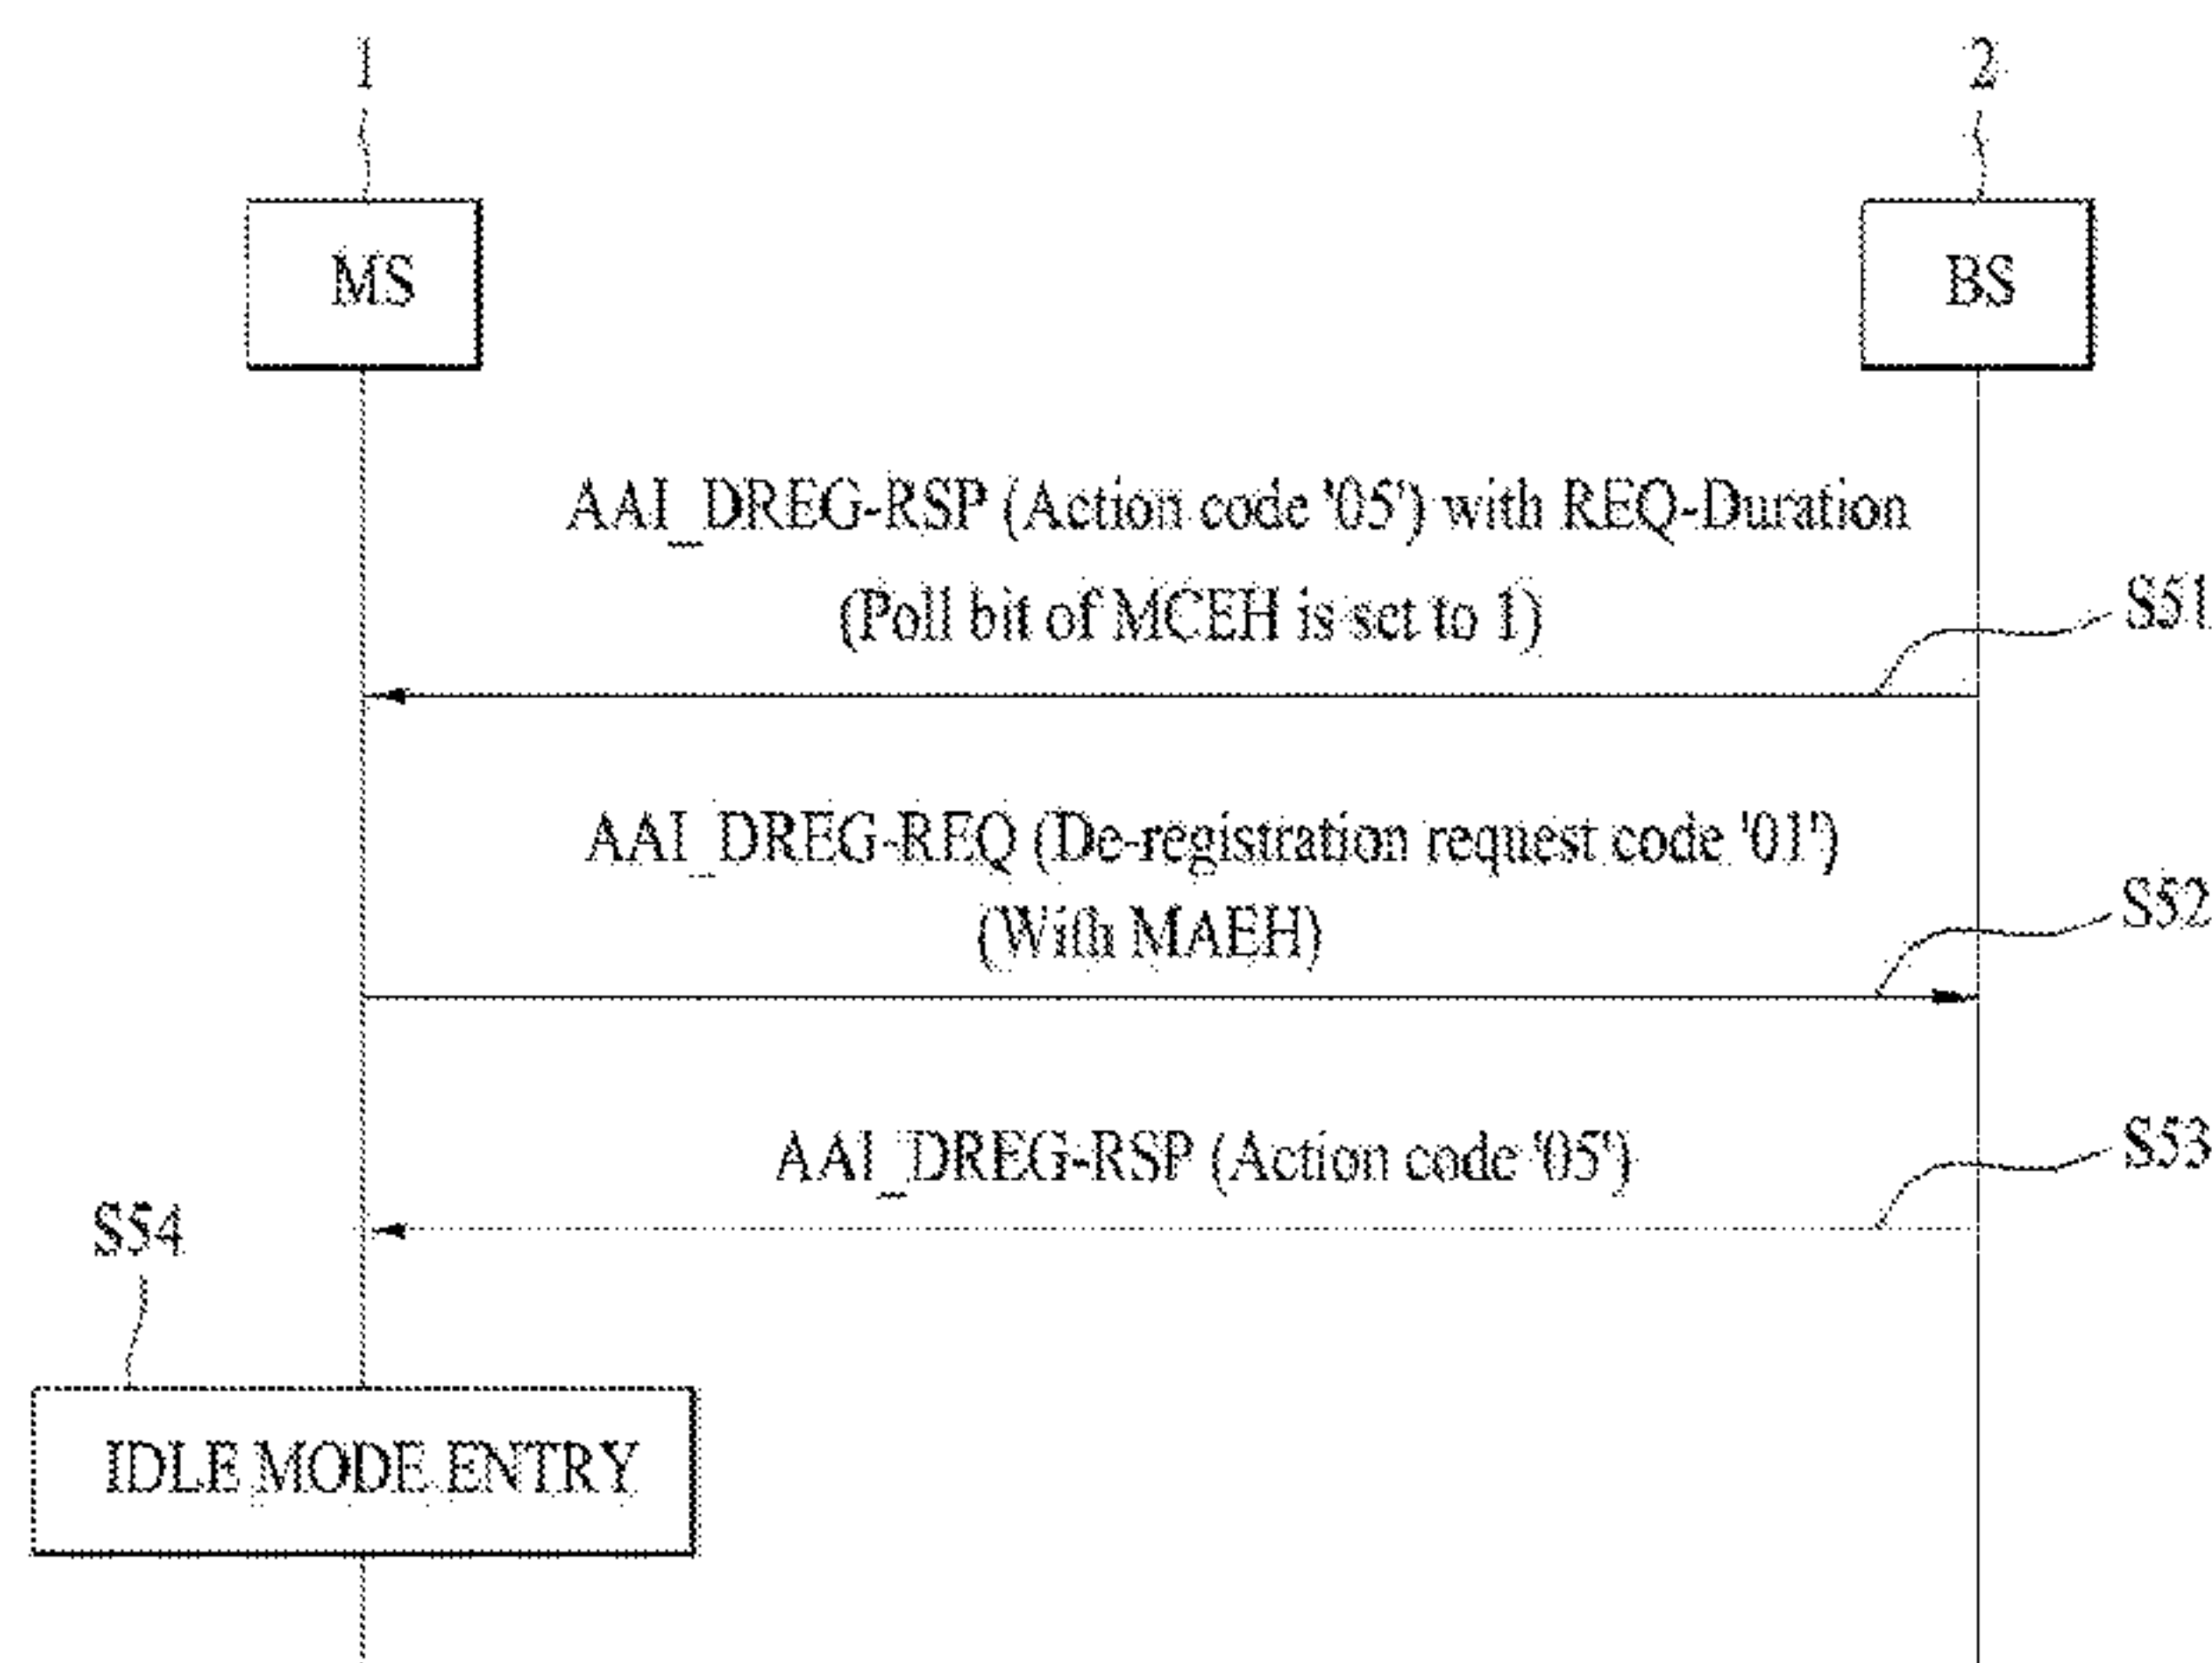 1
2
MS
BS
AAI_DREG-RSP (Action code '05') with REQ-Duration
(Poll bit of MCEH is set to 1)
S51
AAI_DREG-REQ (De-registration request code '01')
(With MAEH)
S52
AAI_DREG-RSP (Action code '05')
S53
S54
IDLE MODE ENTRY